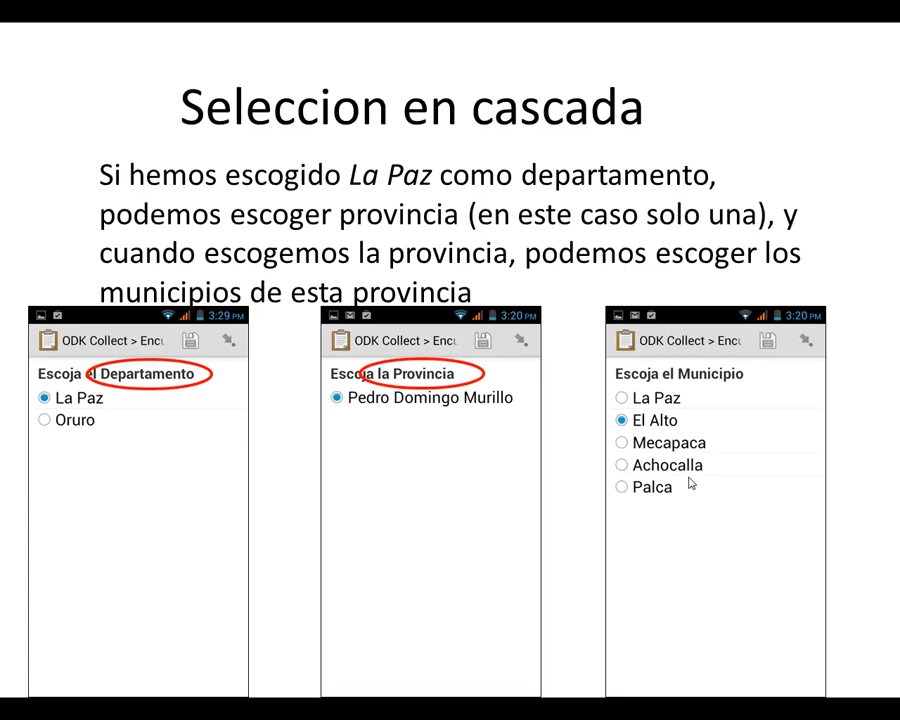 Seleccion en cascada
Si hemos escogido La Paz como departamento,
podemos escoger provincia (en este caso solo una), y
cuando escogemos la provincia, podemos escoger los
municipios de esta provincia
3:29 PM
ODK Collect > Encu
Escoja el Departamento
La Paz
Oruro
3:20 PM
ODK Collect > Encu
Escoja la Provincia
Pedro Domingo Murillo
3:20 PM
ODK Collect > Encu
Escoja el Municipio
La Paz
El Alto
Mecapaca
Achocalla
Palca